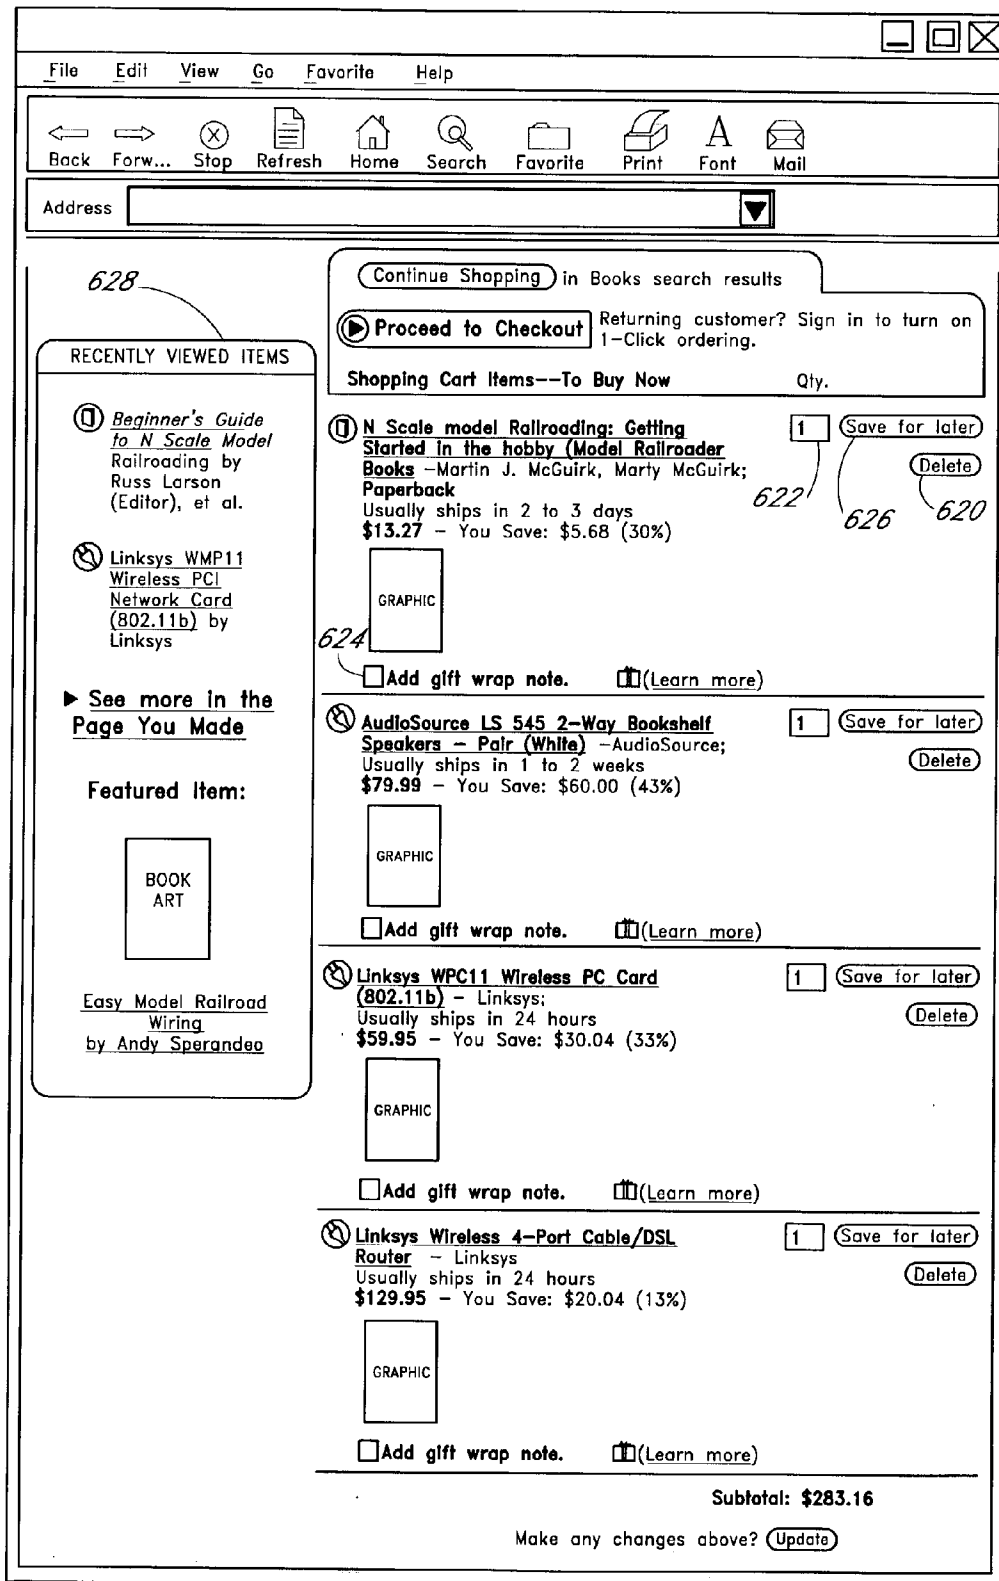 File Edit View Go Favorite Help
Back Forw... Stop Refresh Home Search Favorite Print Font Mail
Address
628
RECENTLY VIEWED ITEMS
Beginner's Guide
to N Scale Model
Railroading by
Russ Larson
(Editor), et al.
Linksys WMP11
Wireless PCI
Network Card
(802.11b) by
Linksys
See more in the
Page You Made
Featured Item:
BOOK
ART
Easy Model Railroad
Wiring
by Andy Sperandeo
Continue Shopping in Books search results
Proceed to Checkout
Returning customer? Sign in to turn on
1-Click ordering.
Shopping Cart Items--To Buy Now Qty.
N Scale model Railroading: Getting
Started in the hobby (Model Railroader
Books -Martin J. McGuirk, Marty McGuirk;
Paperback
Usually ships in 2 to 3 days
$13.27 - You Save: $5.68 (30%)
1 Save for later
Delete
622
626
620
GRAPHIC
624
Add gift wrap note. (Learn more)
AudioSource LS 545 2-Way Bookshelf
Speakers - Pair (White) -AudioSource;
Usually ships in 1 to 2 weeks
$79.99 - You Save: $60.00 (43%)
1 Save for later
Delete
GRAPHIC
Add gift wrap note. (Learn more)
Linksys WPC11 Wireless PC Card
(802.11b) - Linksys;
Usually ships in 24 hours
$59.95 - You Save: $30.04 (33%)
1 Save for later
Delete
GRAPHIC
Add gift wrap note. (Learn more)
Linksys Wireless 4-Port Cable/DSL
Router - Linksys
Usually ships in 24 hours
$129.95 - You Save: $20.04 (13%)
1 Save for later
Delete
GRAPHIC
Add gift wrap note. (Learn more)
Subtotal: $283.16
Make any changes above? Update